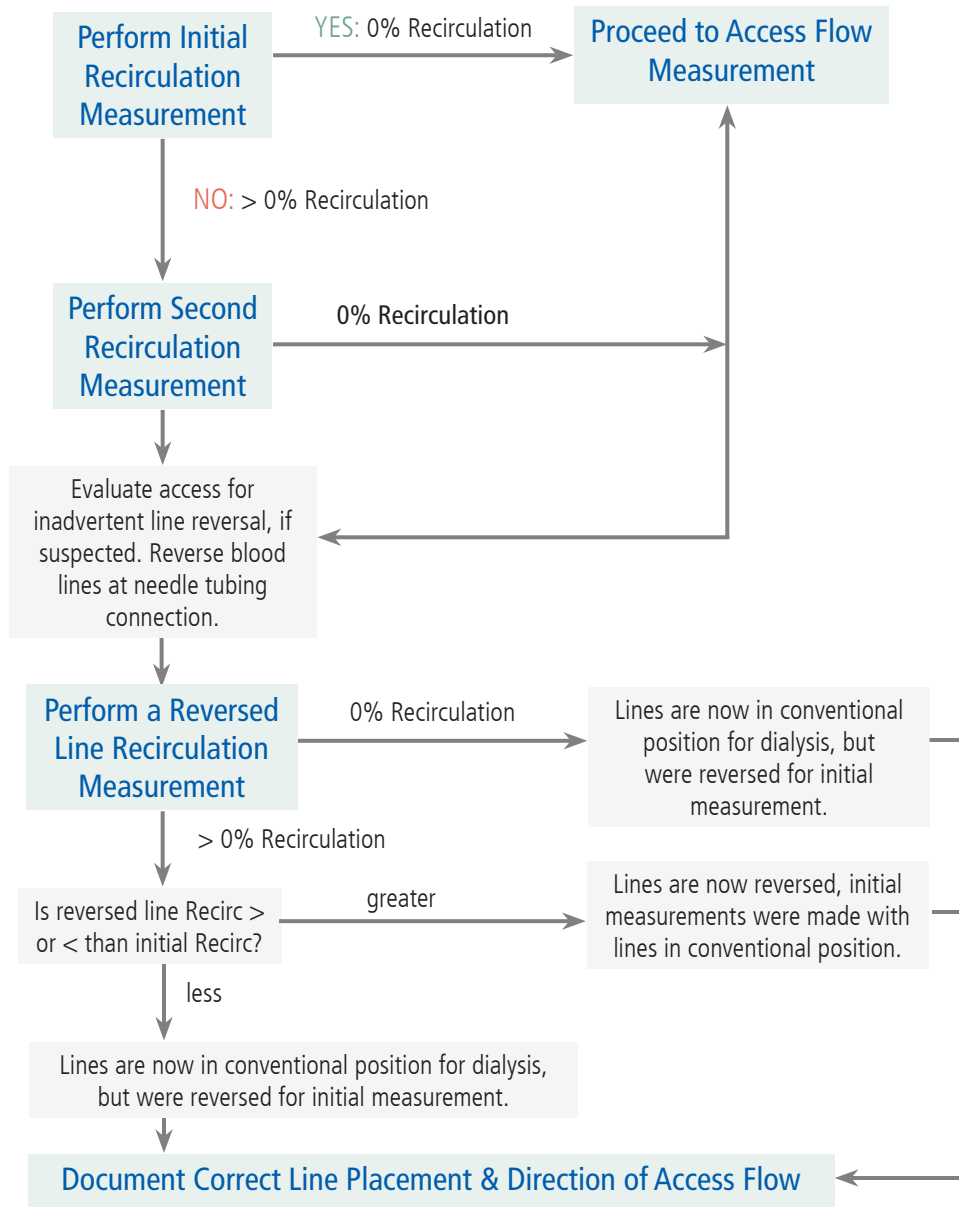 Perform Initial
Recirculation
Measurement
YES: 0% Recirculation
Proceed to Access Flow
Measurement
NO: > 0% Recirculation
Perform Second
Recirculation
Measurement
0% Recirculation
Evaluate access for
inadvertent line reversal, if
suspected. Reverse blood
lines at needle tubing
connection.
Perform a Reversed
Line Recirculation
Measurement
0% Recirculation
Lines are now in conventional
position for dialysis, but
were reversed for initial
measurement.
> 0% Recirculation
Is reversed line Recirc >
or < than initial Recirc?
greater
Lines are now reversed, initial
measurements were made with
lines in conventional position.
less
Lines are now in conventional position for dialysis,
but were reversed for initial measurement.
Document Correct Line Placement & Direction of Access Flow